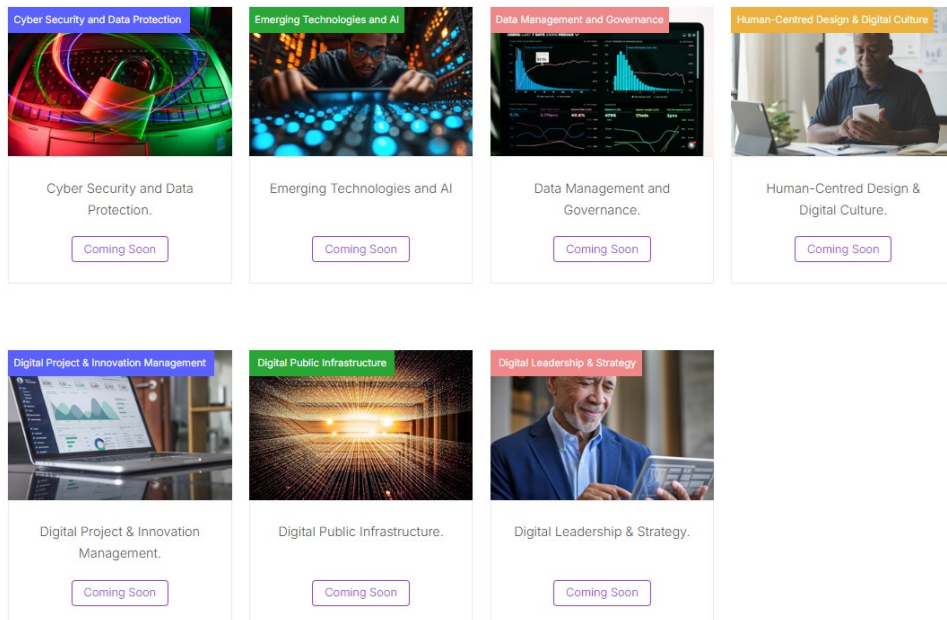 Cyber Security and Data Protection
Emerging Technologies and AI
Data Management and Governance
Human-Centred Design & Digital Culture
Cyber Security and Data
Protection.
Emerging Technologies and AI
Data Management and
Governance.
Human-Centred Design &
Digital Culture.
Coming Soon
Coming Soon
Coming Soon
Coming Soon
Digital Project & Innovation Management
Digital Public Infrastructure
Digital Leadership & Strategy
Digital Project & Innovation
Management.
Digital Public Infrastructure.
Digital Leadership & Strategy.
Coming Soon
Coming Soon
Coming Soon